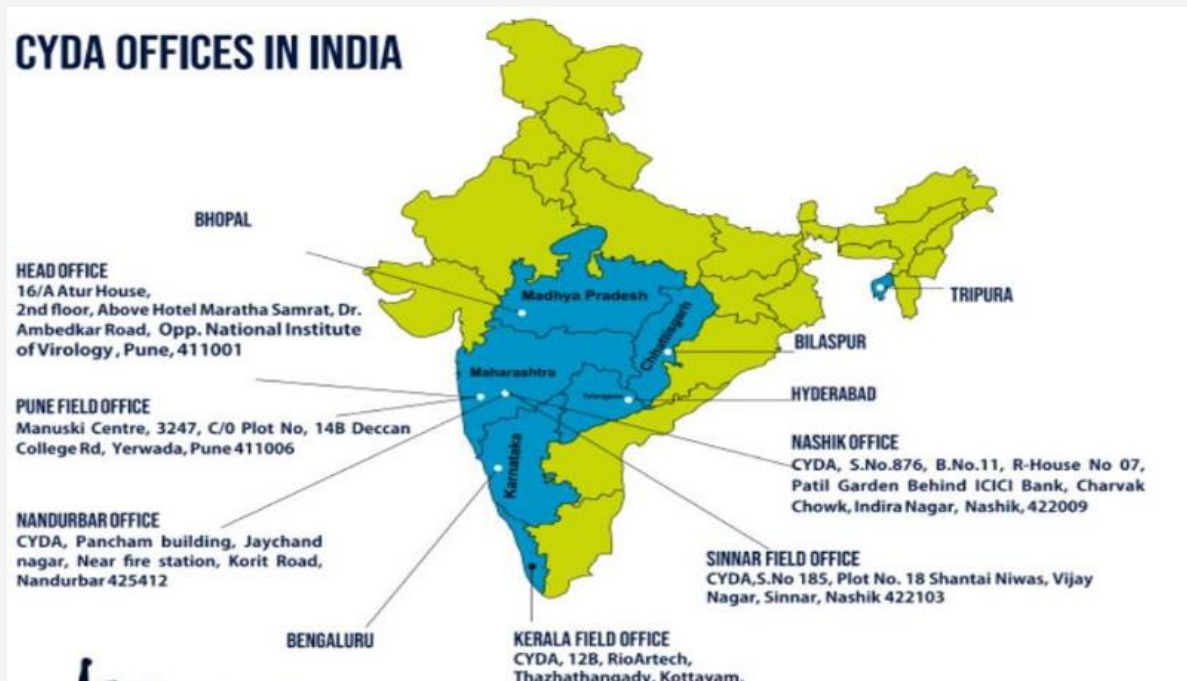 CYDA OFFICES IN INDIA
BHOPAL
HEAD OFFICE
16/A Atur House,
2nd floor, Above Hotel Maratha Samrat, Dr.
Ambedkar Road, Opp. National Institute
of Virology, Pune, 411001
PUNE FIELD OFFICE
Manuski Centre, 3247, C/0 Plot No, 14B Deccan
College Rd, Yerwada, Pune 411006
NANDURBAR OFFICE
CYDA, Pancham building, Jaychand
nagar, Near fire station, Korit Road,
Nandurbar 425412
BENGALURU
Madhya Pradesh
Chhattisgarh
Maharashtra
Telangana
Karnataka
TRIPURA
BILASPUR
HYDERABAD
NASHIK OFFICE
CYDA, S.No.876, B.No.11, R-House No 07,
Patil Garden Behind ICICI Bank, Charvak
Chowk, Indira Nagar, Nashik, 422009
SINNAR FIELD OFFICE
CYDA,S.No 185, Plot No. 18 Shantai Niwas, Vijay
Nagar, Sinnar, Nashik 422103
KERALA FIELD OFFICE
CYDA, 12B, RioArtech,
Thazhathangady, Kottayam,